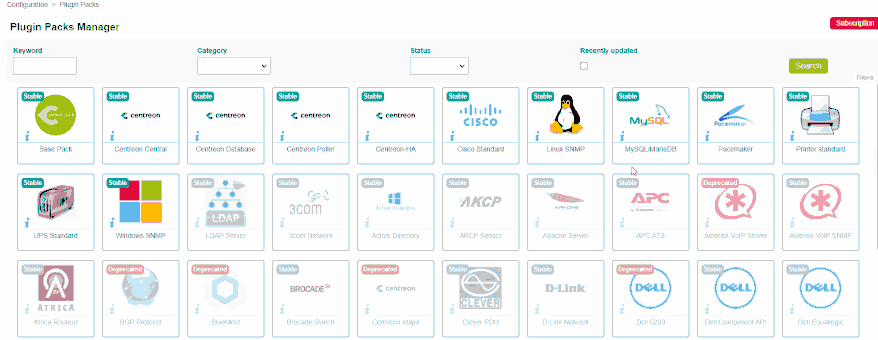 Configuration > Plugin Packs
Plugin Packs Manager
Subscription
Keyword
Category
Status
Recently updated
Search
Filters
Stable Stable Stable Stable Stable Stable Stable Stable Stable Stable
centreon centreon centreon centreon CISCO MySQL Pacemaker
Base Pack Centreon Central Centreon Database Centreon Poller Centreon-HA Cisco Standard Linux SNMP MySQL/MariaDB Pacemaker Printer standard
Stable Stable Stable Stable Stable Stable Stable Stable Deprecated Stable
LDAP 3com Active Directory AKCP APACHE APC
UPS Standard Windows SNMP LDAP Server 3com Network Active Directory AKCP Sensor Apache Server APC ATS Asterisk VoIP Server Asterisk VoIP SNMP
Stable Deprecated Deprecated Stable Deprecated Stable Stable Deprecated Stable Stable
ATRICA BROCADE centreon CLEVER D-Link DELL DELL DELL
Atrica Routeur BGP Protocol BlueMind Brocade Switch Centreon Map4 Clever PDU D-Link Network Dell 6200 Dell Compellent API Dell Equallogic